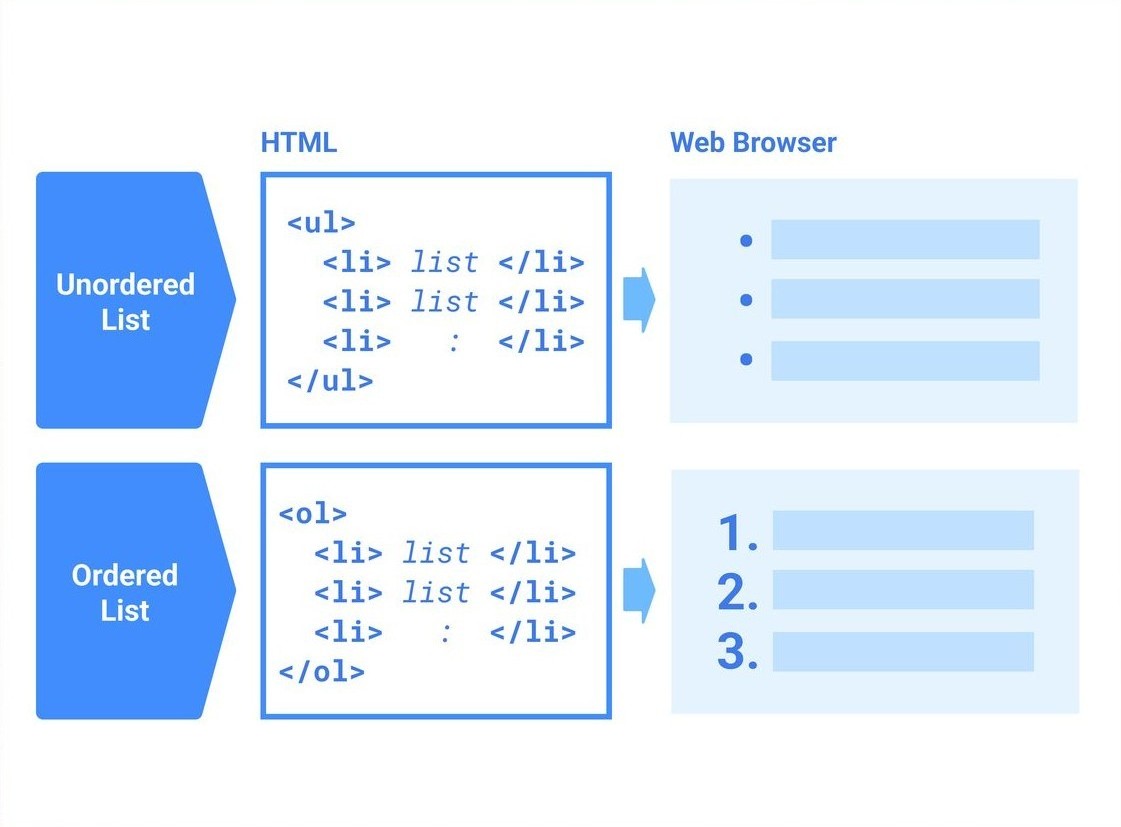 HTML
Web Browser
Unordered
List
<ul>
<li> list </li>
<li> list </li>
<li> : </li>
</ul>
•
•
•
Ordered
List
<ol>
<li> list </li>
<li> list </li>
<li> : </li>
</ol>
1.
2.
3.